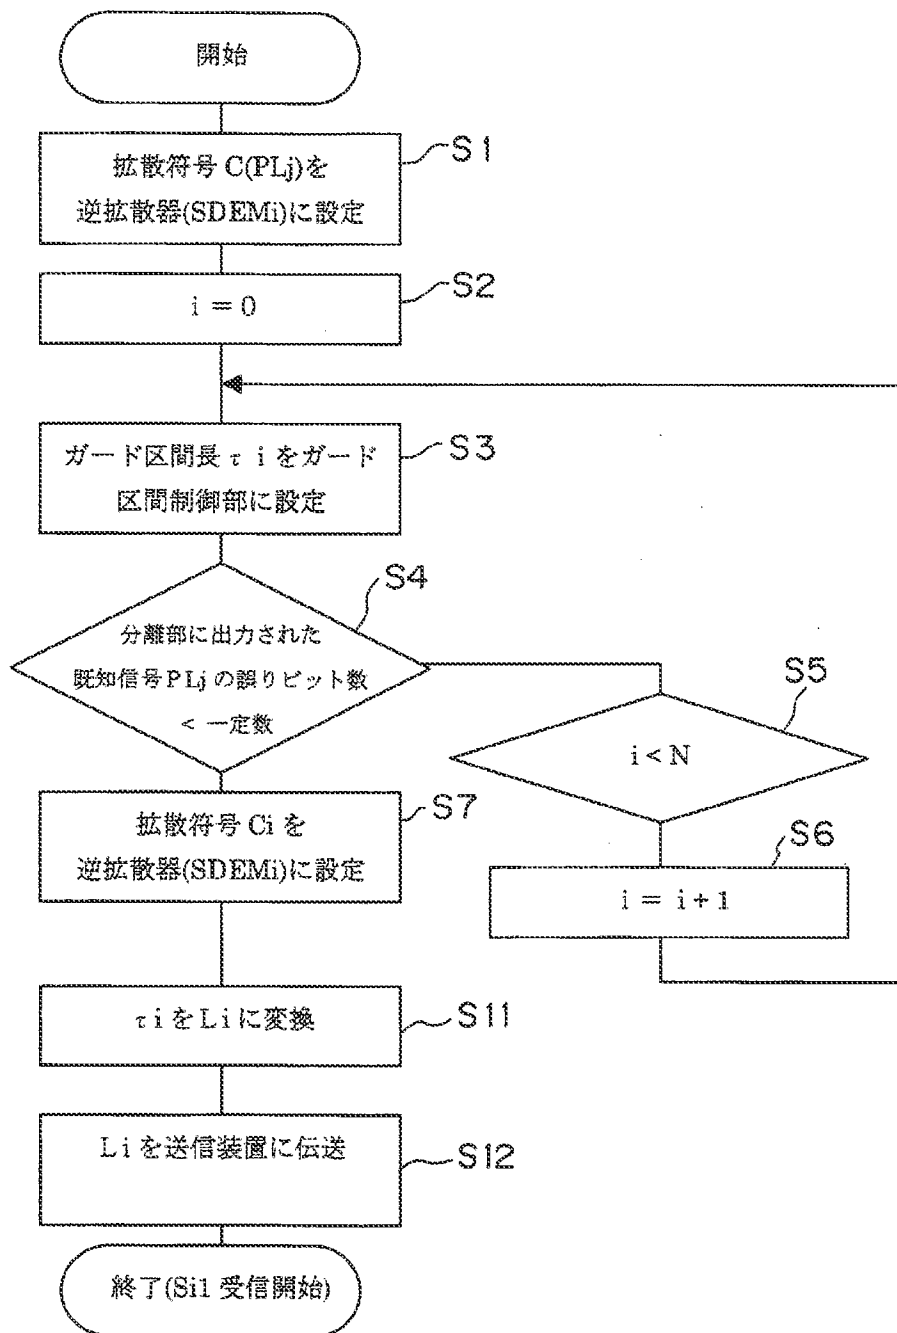 開始
拡散符号 C(PLj)を
逆拡散器(SDEMi)に設定
S1
i = 0
S2
ガード区間長 τ i をガード
区間制御部に設定
S3
分離部に出力された
既知信号PLj の誤りビット数
< 一定数
S4
i < N
S5
i = i+1
S6
拡散符号 Ci を
逆拡散器(SDEMi)に設定
S7
τ i をL i に変換
S11
L i を送信装置に伝送
S12
終了(Si1 受信開始)